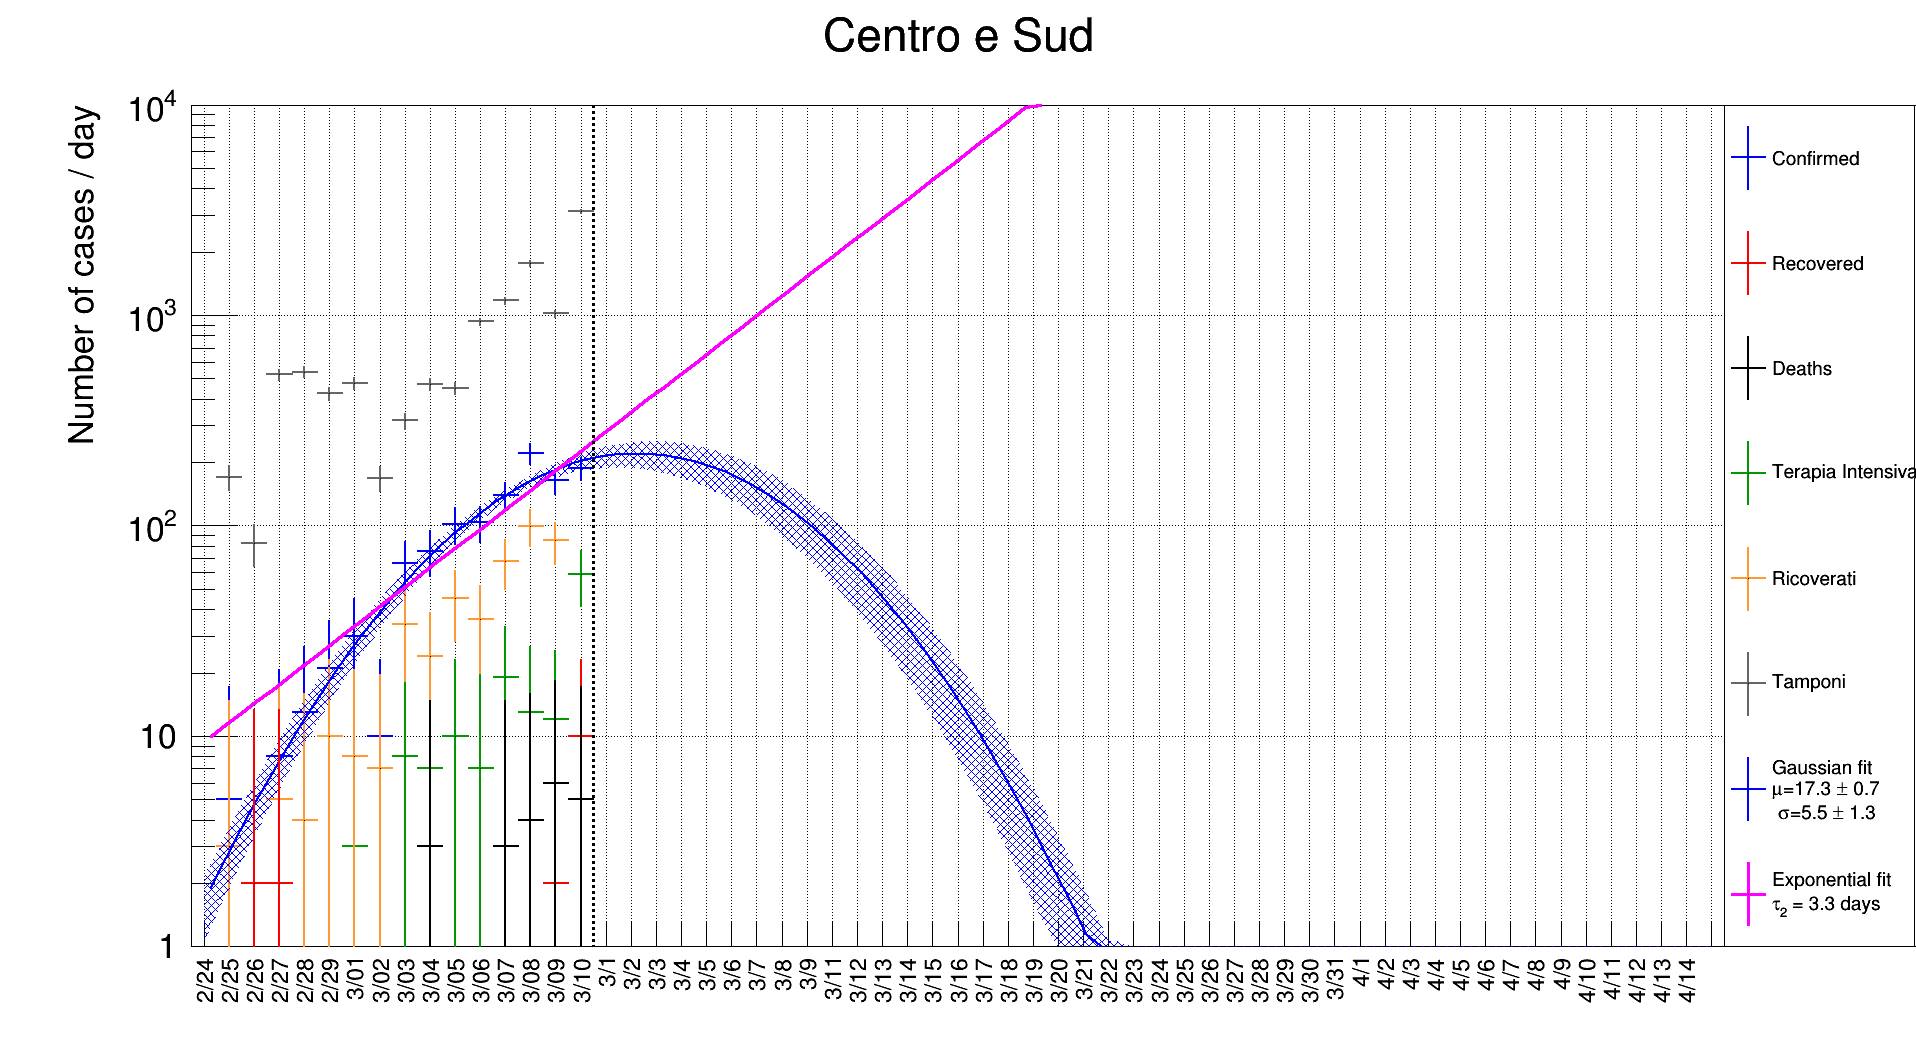 Centro e Sud
Number of cases / day
10⁴
10³
10²
10
1
2/24 2/25 2/26 2/27 2/28 2/29 3/01 3/02 3/03 3/04 3/05 3/06 3/07 3/08 3/09 3/10 3/1 3/2 3/3 3/4 3/5 3/6 3/7 3/8 3/9 3/11 3/12 3/13 3/14 3/15 3/16 3/17 3/18 3/19 3/20 3/21 3/22 3/23 3/24 3/25 3/26 3/27 3/28 3/29 3/30 3/31 4/1 4/2 4/3 4/4 4/5 4/6 4/7 4/8 4/9 4/10 4/11 4/12 4/13 4/14
Confirmed
Recovered
Deaths
Terapia Intensiva
Ricoverati
Tamponi
Gaussian fit
μ=17.3 ± 0.7
σ=5.5 ± 1.3
Exponential fit
τ₂ = 3.3 days